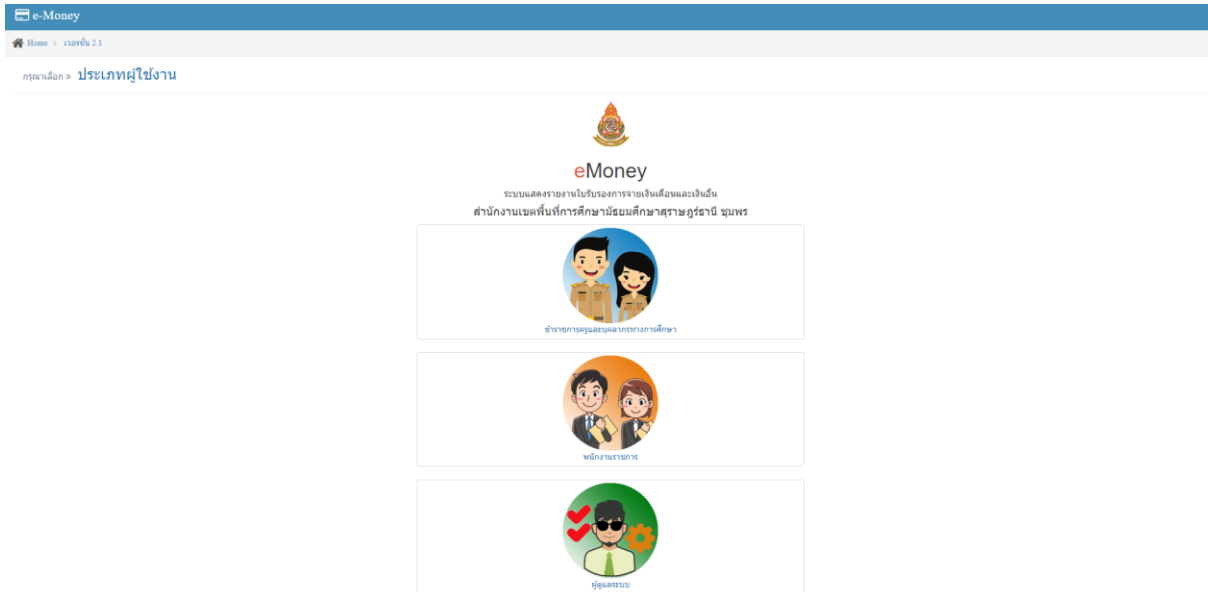 e-Money
Home > เวอร์ชั่น 2.1
กรุณาเลือก » ประเภทผู้ใช้งาน
eMoney
ระบบแสดงรายงานใบรับรองการจ่ายเงินเดือนและเงินอื่น
สำนักงานเขตพื้นที่การศึกษามัธยมศึกษาสุราษฎร์ธานี ชุมพร
ข้าราชการครูและบุคลากรทางการศึกษา
พนักงานราชการ
ผู้ดูแลระบบ